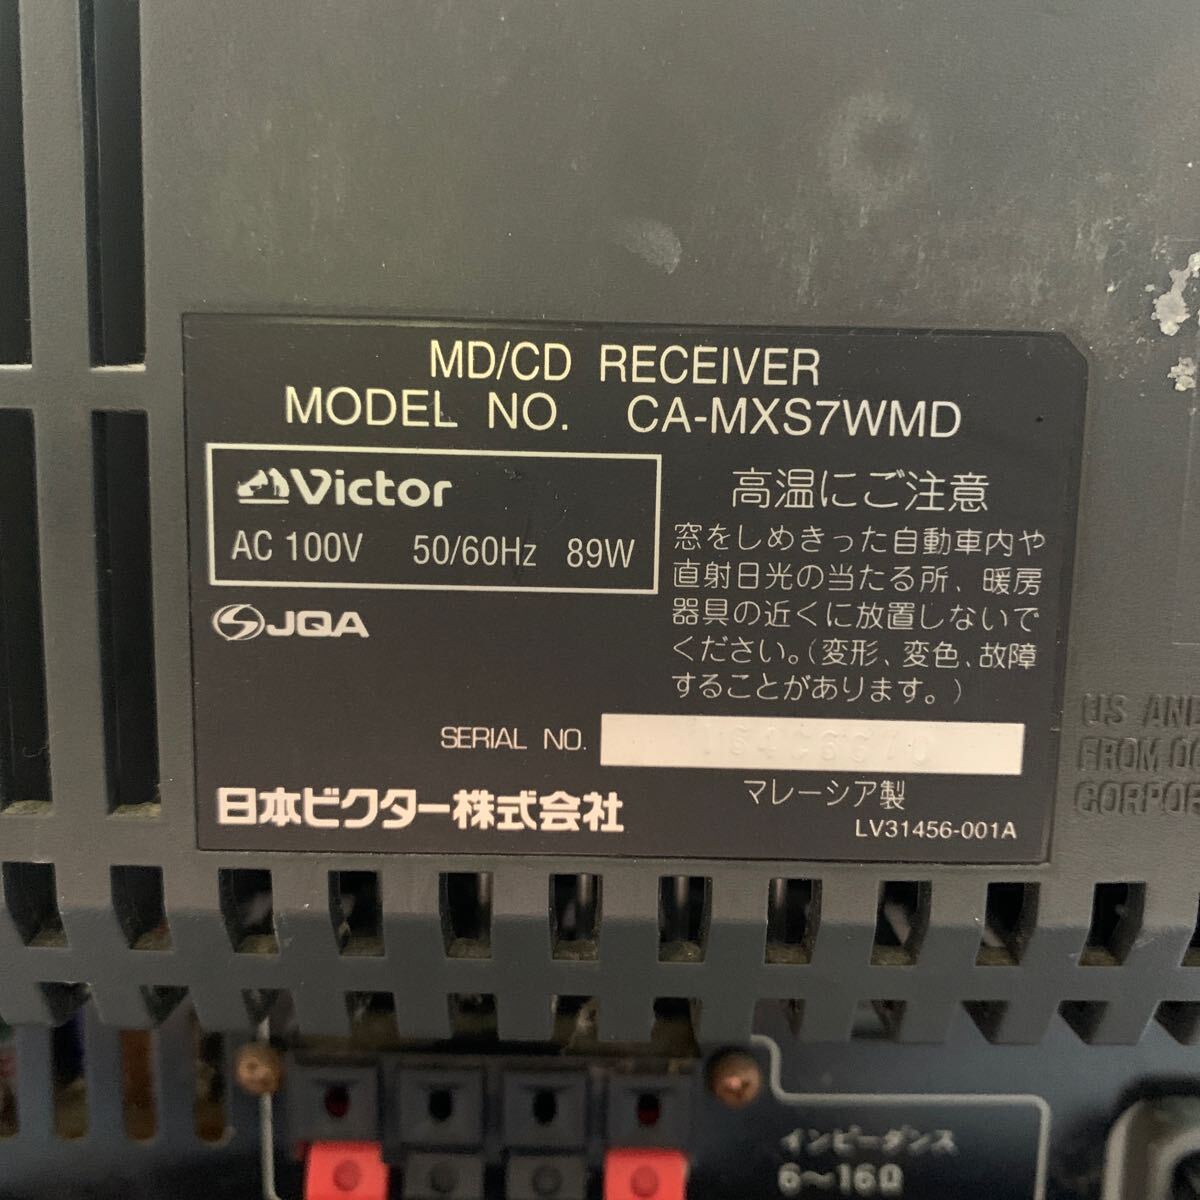 MD/CD RECEIVER
MODEL NO. CA-MXS7WMD
Victor
AC 100V 50/60Hz 89W
JQA
高温にご注意
窓をしめきった自動車内や
直射日光の当たる所、暖房
器具の近くに放置しないで
ください。(変形、変色、故障
することがあります。)
SERIAL NO.
日本ビクター株式会社
マレーシア製
LV31456-001A
US AND
FROM
インピーダンス
6〜16Ω